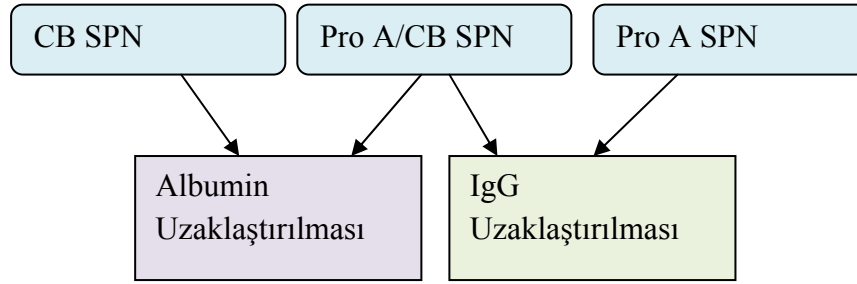 CB SPN
Pro A/CB SPN
Pro A SPN
Albumin
Uzaklaştırılması
IgG
Uzaklaştırılması